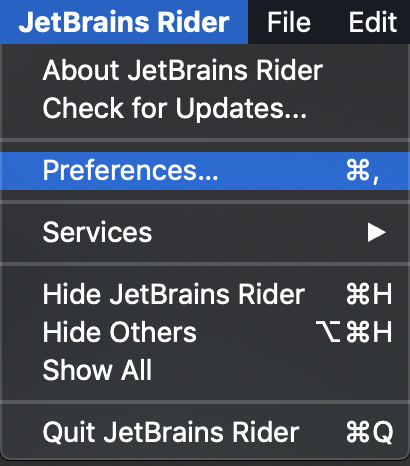 JetBrains Rider File Edit
About JetBrains Rider
Check for Updates...
Preferences... ⌘,
Services ▶
Hide JetBrains Rider ⌘H
Hide Others ⌥⌘H
Show All
Quit JetBrains Rider ⌘Q